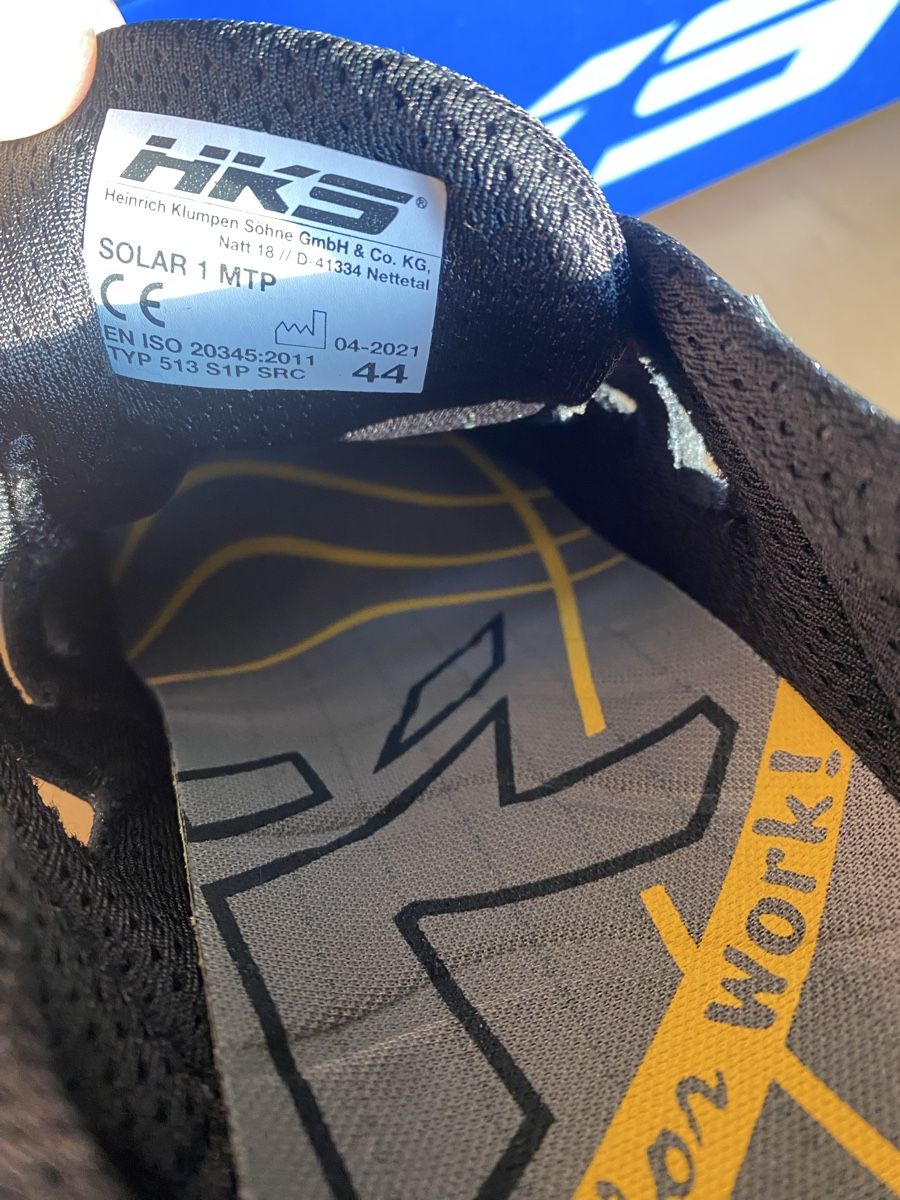 HKS®
Heinrich Klumpen Söhne GmbH & Co. KG,
Natt 18 // D-41334 Nettetal
SOLAR 1 MTP
CE
04-2021
EN ISO 20345:2011
TYP 513 S1P SRC
44
Work!